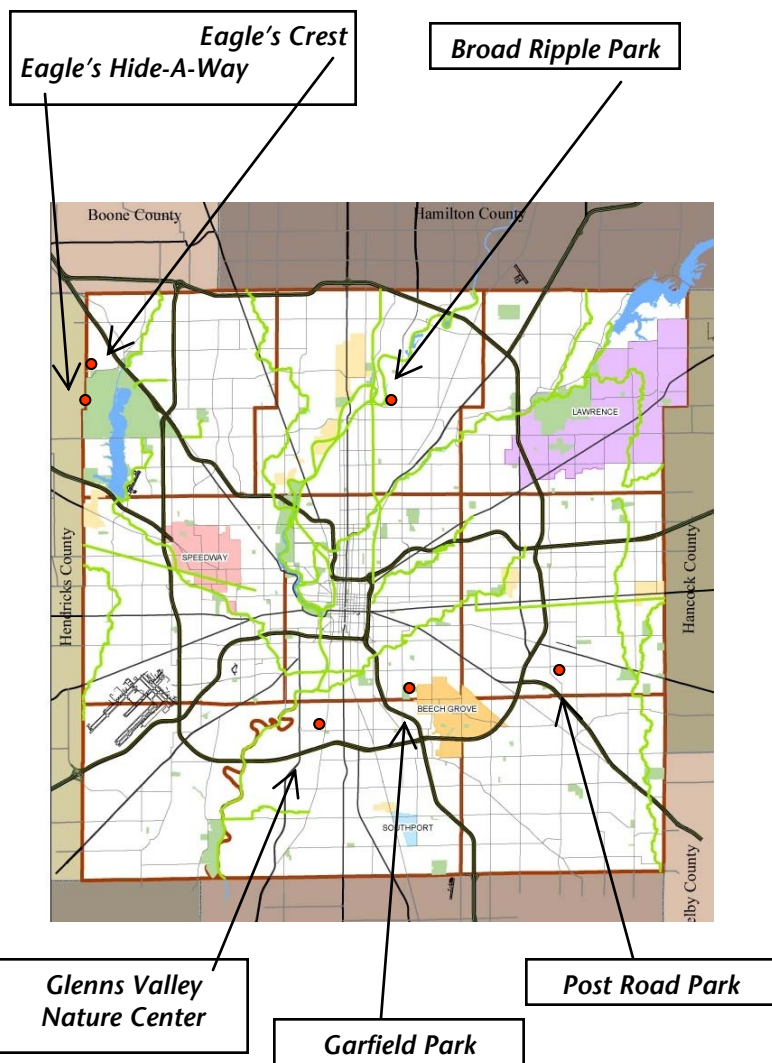 Eagle's Crest
Eagle's Hide-A-Way
Broad Ripple Park
Boone County
Hamilton County
LAWRENCE
SPEEDWAY
Hendricks County
Hancock County
BEECH GROVE
SOUTHPORT
elby County
Glenns Valley
Nature Center
Garfield Park
Post Road Park